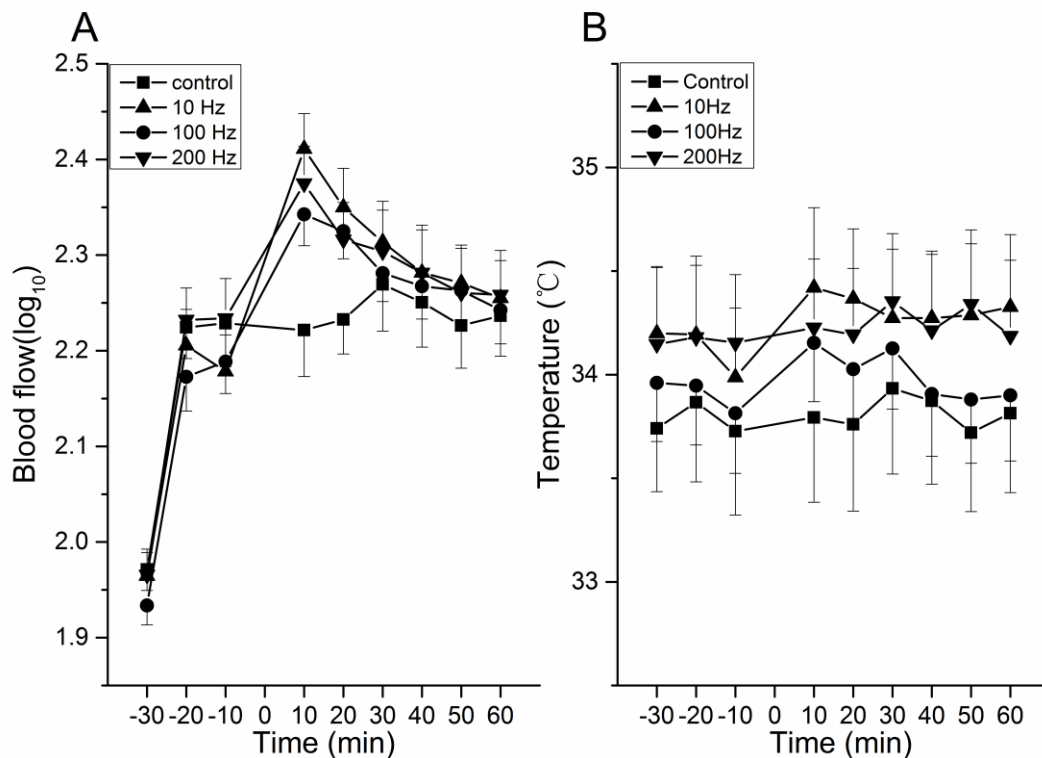 A
Blood flow(log10)
2.5
2.4
2.3
2.2
2.1
2.0
1.9
control
10 Hz
100 Hz
200 Hz
-30 -20 -10 0 10 20 30 40 50 60
Time (min)
B
Temperature (℃)
35
34
33
Control
10Hz
100Hz
200Hz
-30 -20 -10 0 10 20 30 40 50 60
Time (min)